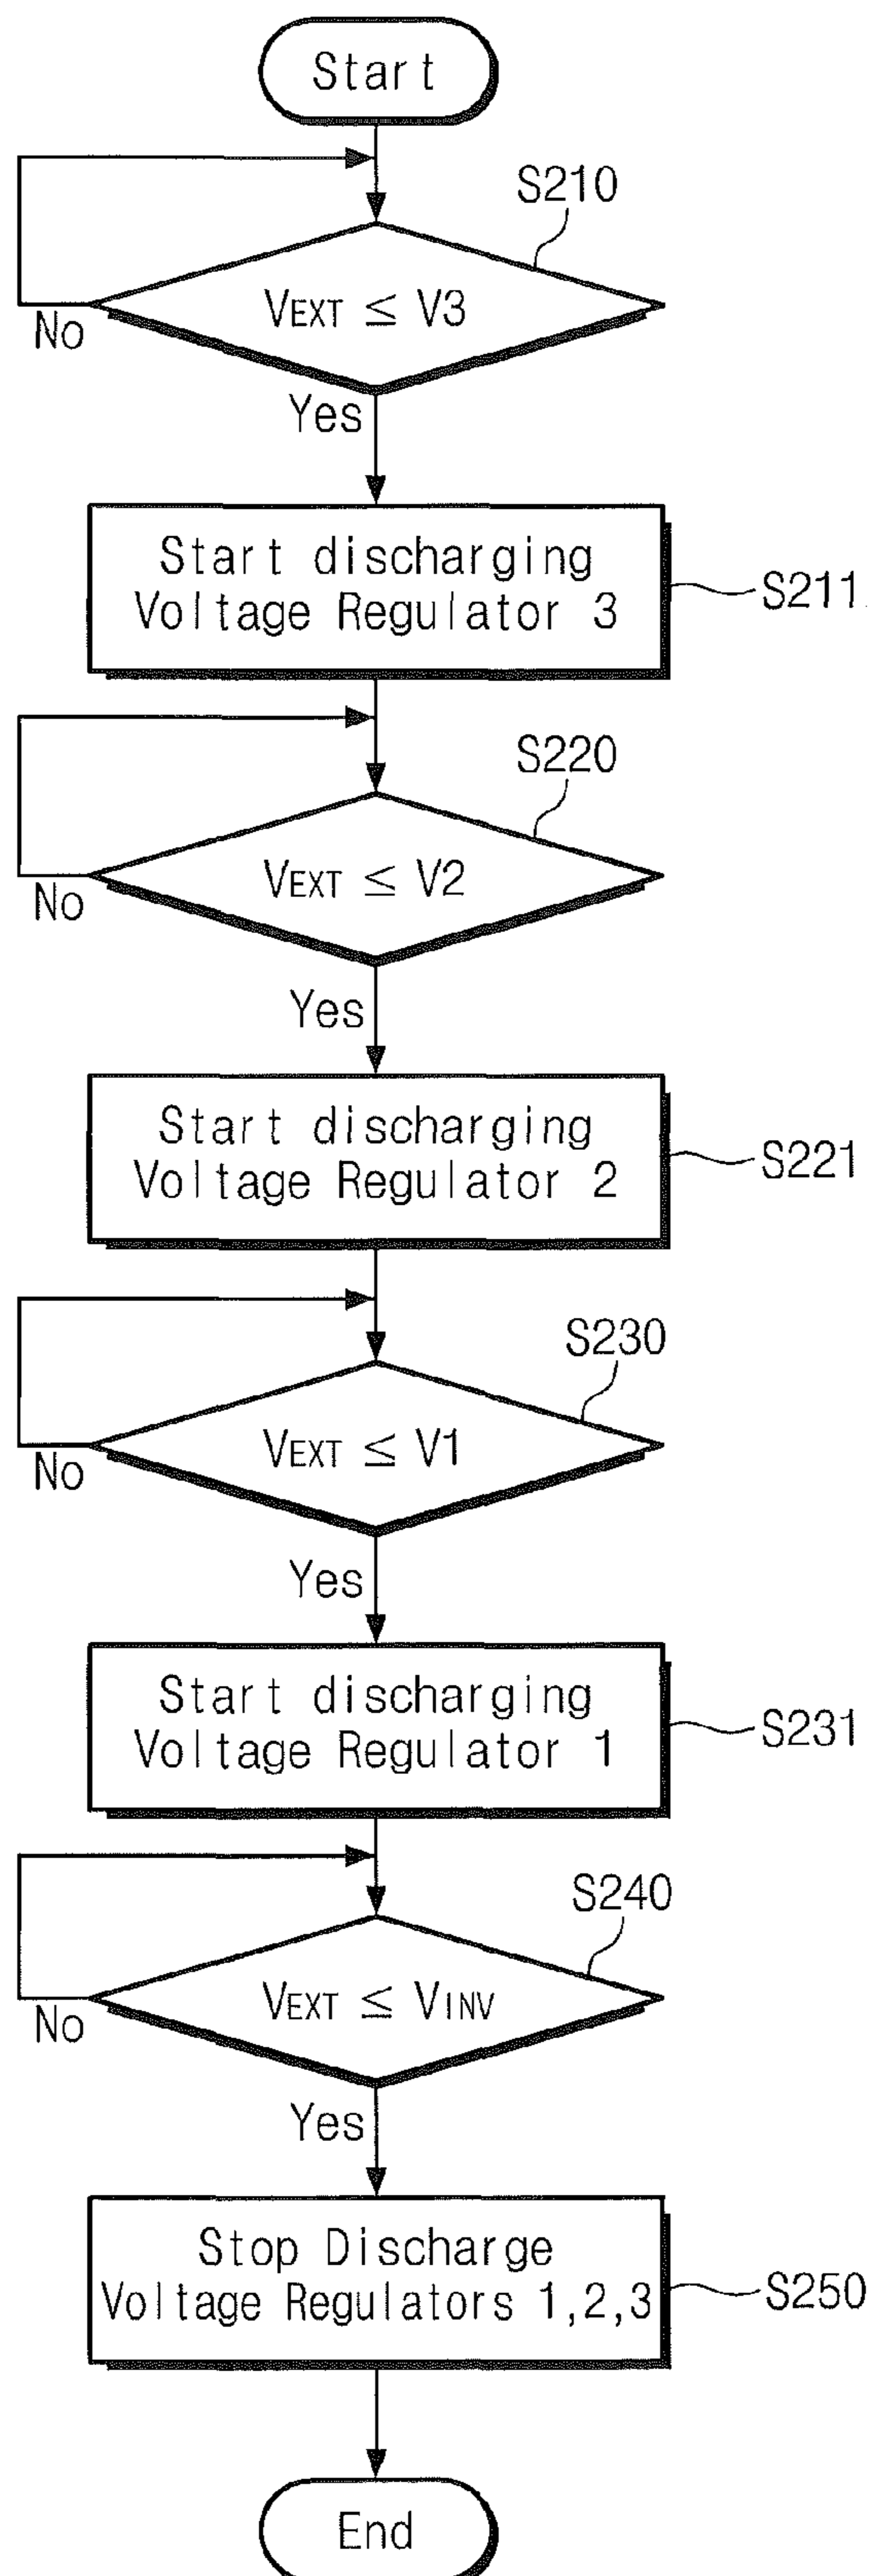 Start
S210
VEXT ≤ V3
No
Yes
Start discharging
Voltage Regulator 3
S211
S220
VEXT ≤ V2
No
Yes
Start discharging
Voltage Regulator 2
S221
S230
VEXT ≤ V1
No
Yes
Start discharging
Voltage Regulator 1
S231
S240
VEXT ≤ VINV
No
Yes
Stop Discharge
Voltage Regulators 1,2,3
S250
End